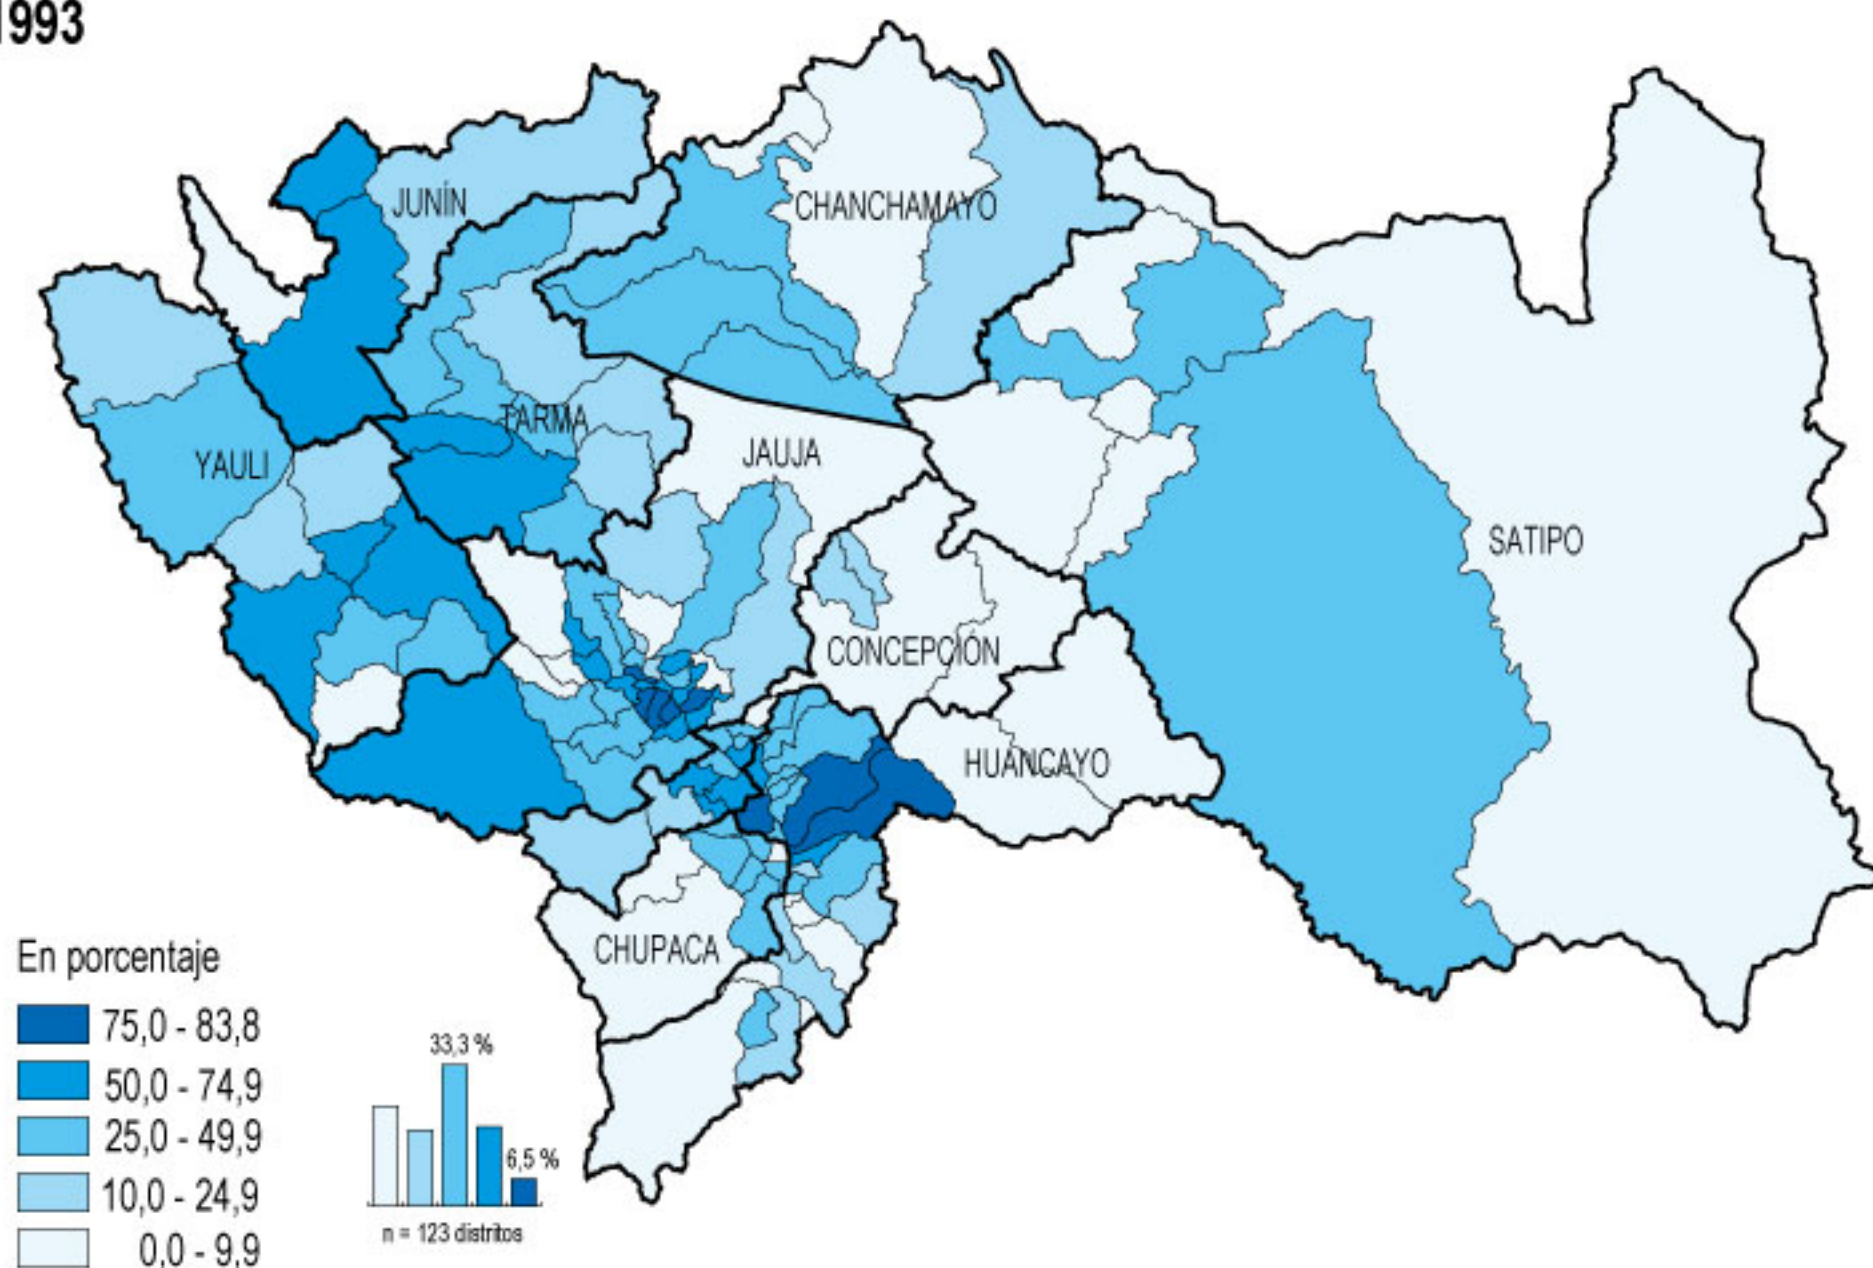 1993
JUNÍN
CHANCHAMAYO
TARMA
YAULI
JAUJA
SATIPO
CONCEPCIÓN
HUANCAYO
CHUPACA
En porcentaje
75,0 - 83,8
50,0 - 74,9
25,0 - 49,9
10,0 - 24,9
0,0 - 9,9
33,3 %
6,5 %
n = 123 distritos